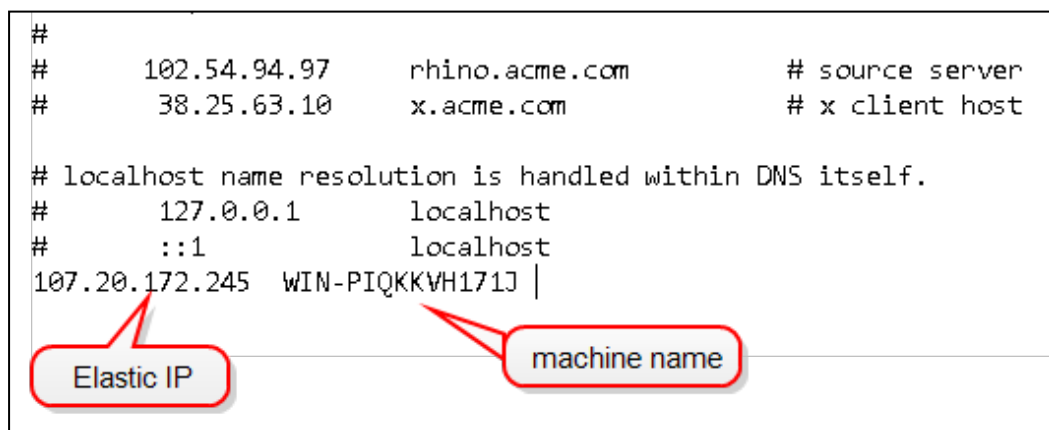 #
# 102.54.94.97 rhino.acme.com # source server
# 38.25.63.10 x.acme.com # x client host
# localhost name resolution is handled within DNS itself.
# 127.0.0.1 localhost
# ::1 localhost
107.20.172.245 WIN-PIQKKVH171J
Elastic IP
machine name